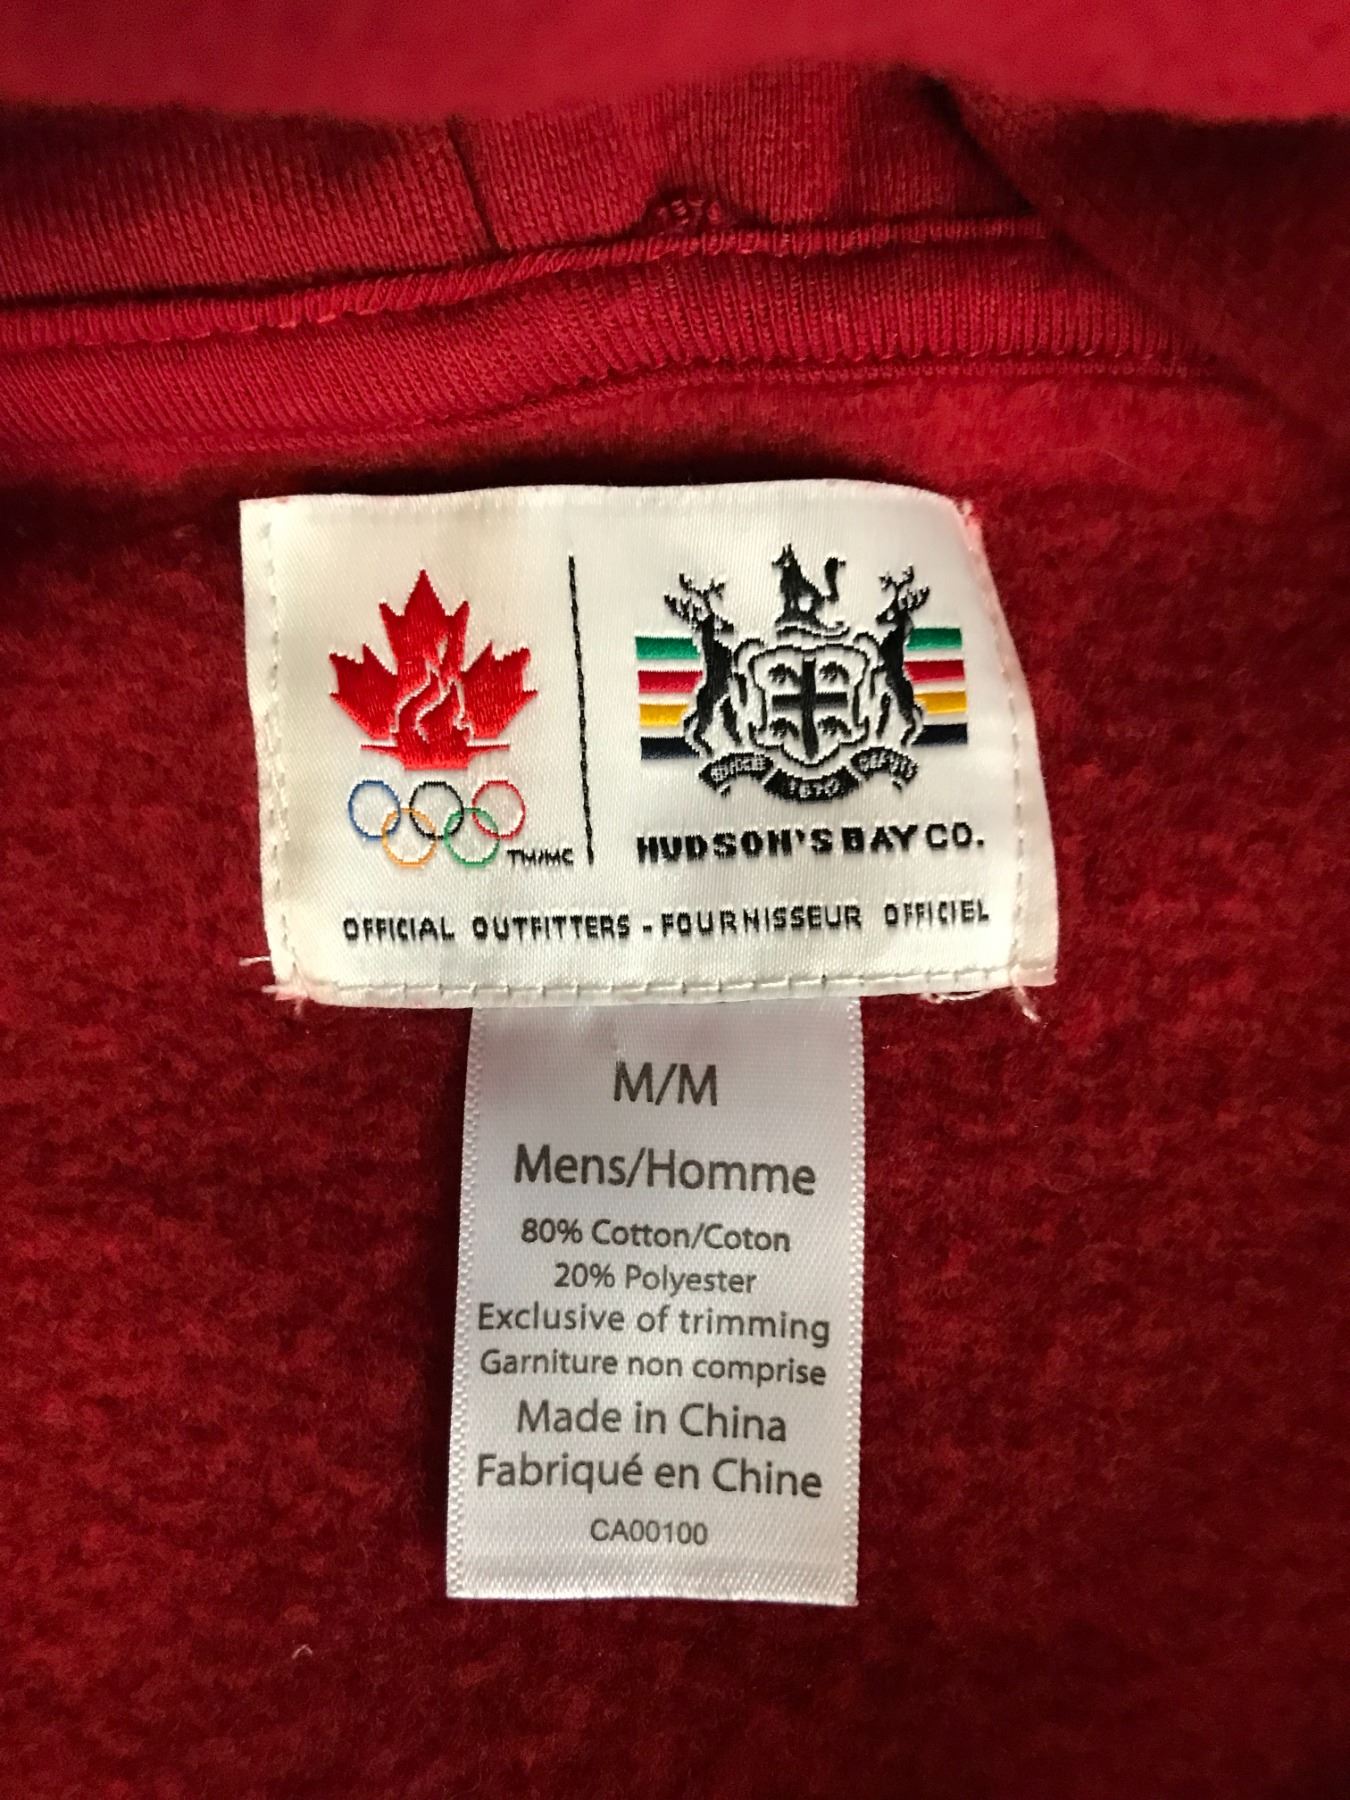 1670
TM/MC
HUDSON'S BAY CO.
OFFICIAL OUTFITTERS - FOURNISSEUR OFFICIEL
M/M
Mens/Homme
80% Cotton/Coton
20% Polyester
Exclusive of trimming
Garniture non comprise
Made in China
Fabriqué en Chine
CA00100